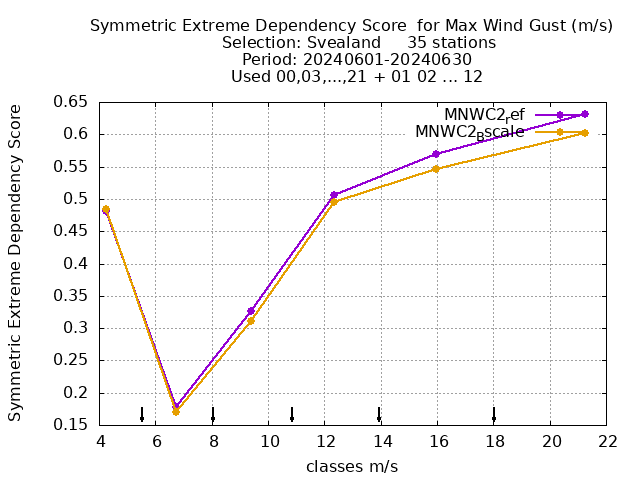 Symmetric Extreme Dependency Score for Max Wind Gust (m/s)
Selection: Svealand 35 stations
Period: 20240601-20240630
Used 00,03,...,21 + 01 02 ... 12
Symmetric Extreme Dependency Score
0.65
0.6
0.55
0.5
0.45
0.4
0.35
0.3
0.25
0.2
0.15
MNWC2_ref
MNWC2_Bscale
4 6 8 10 12 14 16 18 20 22
classes m/s